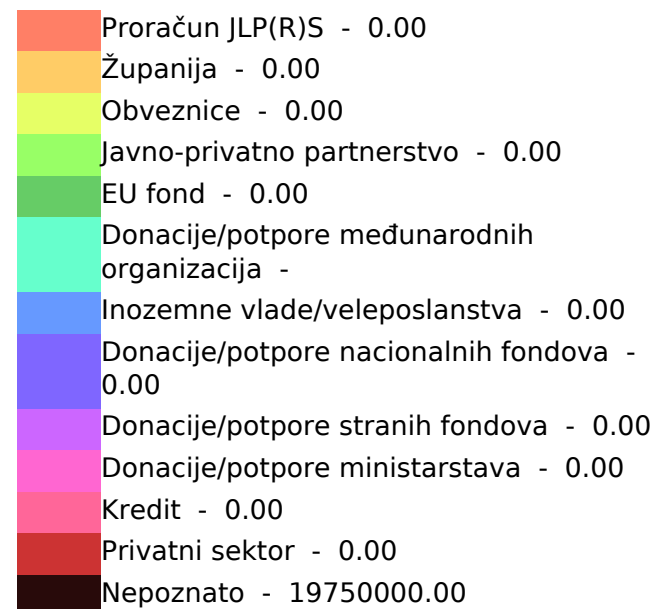 Proračun JLP(R)S - 0.00
Županija - 0.00
Obveznice - 0.00
Javno-privatno partnerstvo - 0.00
EU fond - 0.00
Donacije/potpore međunarodnih
organizacija -
Inozemne vlade/veleposlanstva - 0.00
Donacije/potpore nacionalnih fondova -
0.00
Donacije/potpore stranih fondova - 0.00
Donacije/potpore ministarstava - 0.00
Kredit - 0.00
Privatni sektor - 0.00
Nepoznato - 19750000.00